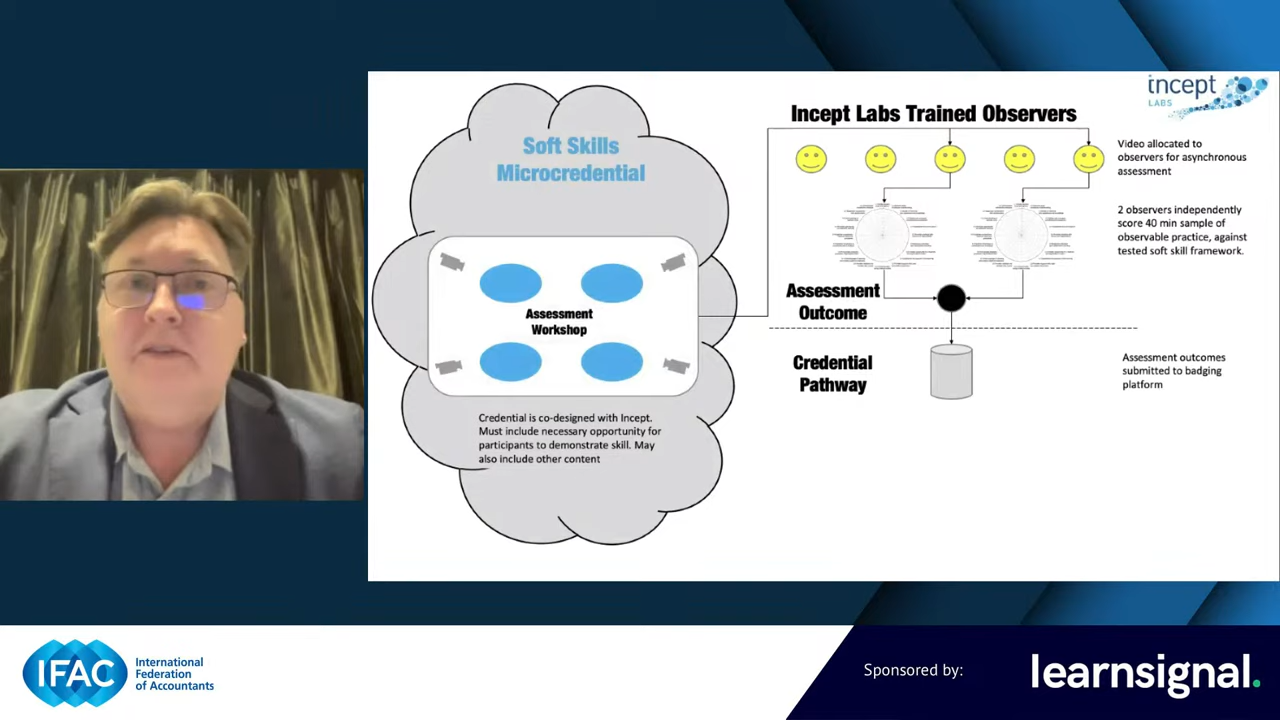 Soft Skills
Microcredential
Assessment
Workshop
Credential is co-designed with Incept.
Must include necessary opportunity for
participants to demonstrate skill. May
also include other content
incept
LABS
Incept Labs Trained Observers
Video allocated to
observers for asynchronous
assessment
2 observers independently
score 40 min sample of
observable practice, against
tested soft skill framework.
Assessment
Outcome
Credential
Pathway
Assessment outcomes
submitted to badging
platform
IFAC
International
Federation
of Accountants
Sponsored by:
learnsignal.